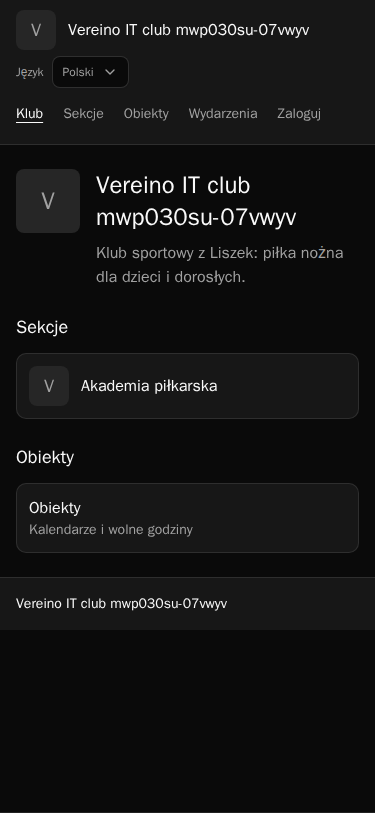 V
Vereino IT club mwp030su-07vwyv
Język
Polski
Klub Sekcje Obiekty Wydarzenia Zaloguj
V
Vereino IT club
mwp030su-07vwyv
Klub sportowy z Liszek: piłka nożna
dla dzieci i dorosłych.
Sekcje
V
Akademia piłkarska
Obiekty
Obiekty
Kalendarze i wolne godziny
Vereino IT club mwp030su-07vwyv